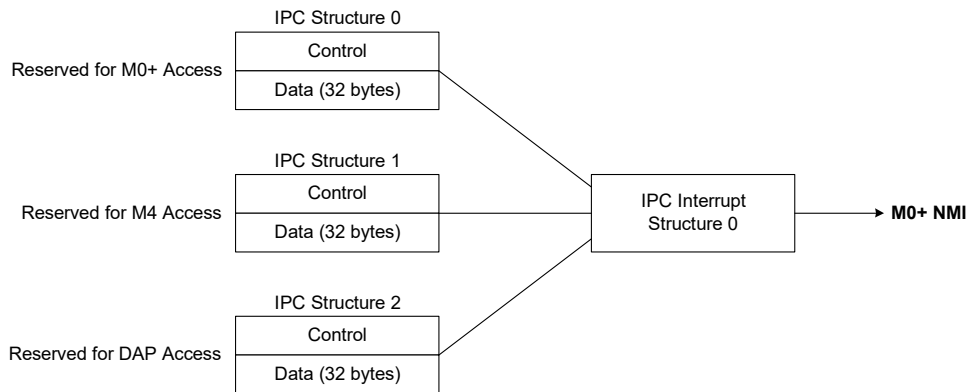 IPC Structure 0
Control
Reserved for M0+ Access
Data (32 bytes)
IPC Structure 1
Control
Reserved for M4 Access
Data (32 bytes)
IPC Interrupt
Structure 0
M0+ NMI
IPC Structure 2
Control
Reserved for DAP Access
Data (32 bytes)